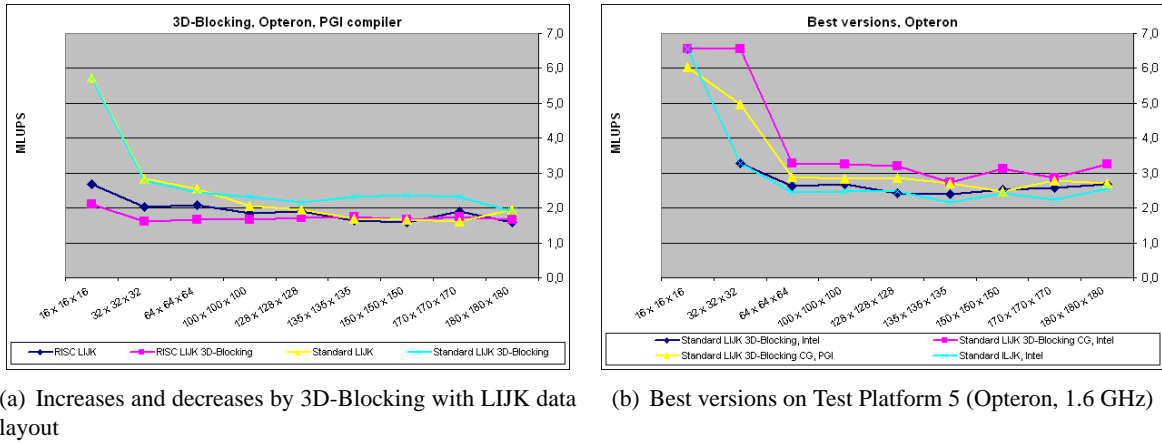 3D-Blocking, Opteron, PGI compiler
7,0
6,0
5,0
4,0
3,0
2,0
1,0
0,0
MLUPS
16 x 16 x 16
32 x 32 x 32
64 x 64 x 64
100 x 100 x 100
128 x 128 x 128
135 x 135 x 135
150 x 150 x 150
170 x 170 x 170
180 x 180 x 180
RISC LIJK
RISC LIJK 3D-Blocking
Standard LIJK
Standard LIJK 3D-Blocking
(a) Increases and decreases by 3D-Blocking with LIJK data
layout
Best versions, Opteron
7,0
6,0
5,0
4,0
3,0
2,0
1,0
0,0
MLUPS
16 x 16 x 16
32 x 32 x 32
64 x 64 x 64
100 x 100 x 100
128 x 128 x 128
135 x 135 x 135
150 x 150 x 150
170 x 170 x 170
180 x 180 x 180
Standard LIJK 3D-Blocking, Intel
Standard LIJK 3D-Blocking CG, Intel
Standard LIJK 3D-Blocking CG, PGI
Standard ILJK, Intel
(b) Best versions on Test Platform 5 (Opteron, 1.6 GHz)